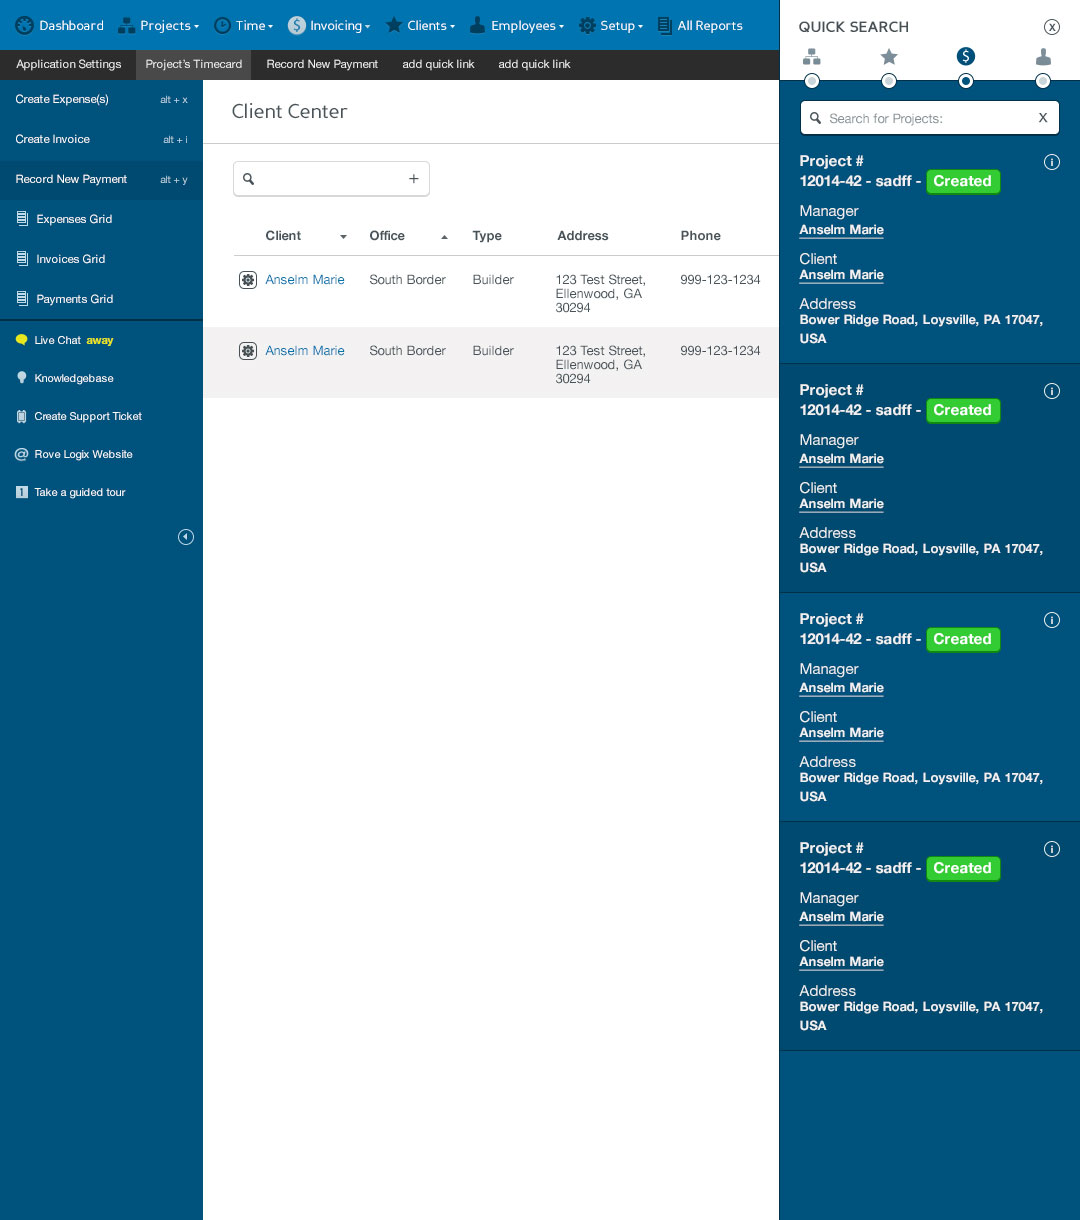 Dashboard Projects Time Invoicing Clients Employees Setup All Reports
Application Settings Project's Timecard Record New Payment add quick link add quick link
Create Expense(s) alt + x
Create Invoice alt + i
Record New Payment alt + y
Expenses Grid
Invoices Grid
Payments Grid
Live Chat away
Knowledgebase
Create Support Ticket
@ Rove Logix Website
1 Take a guided tour
Client Center
+
Client Office Type Address Phone
Anselm Marie South Border Builder 123 Test Street, 999-123-1234
Ellenwood, GA
30294
Anselm Marie South Border Builder 123 Test Street, 999-123-1234
Ellenwood, GA
30294
QUICK SEARCH X
$
Search for Projects: X
Project # i
12014-42 - sadff - Created
Manager
Anselm Marie
Client
Anselm Marie
Address
Bower Ridge Road, Loysville, PA 17047,
USA
Project # i
12014-42 - sadff - Created
Manager
Anselm Marie
Client
Anselm Marie
Address
Bower Ridge Road, Loysville, PA 17047,
USA
Project # i
12014-42 - sadff - Created
Manager
Anselm Marie
Client
Anselm Marie
Address
Bower Ridge Road, Loysville, PA 17047,
USA
Project # i
12014-42 - sadff - Created
Manager
Anselm Marie
Client
Anselm Marie
Address
Bower Ridge Road, Loysville, PA 17047,
USA